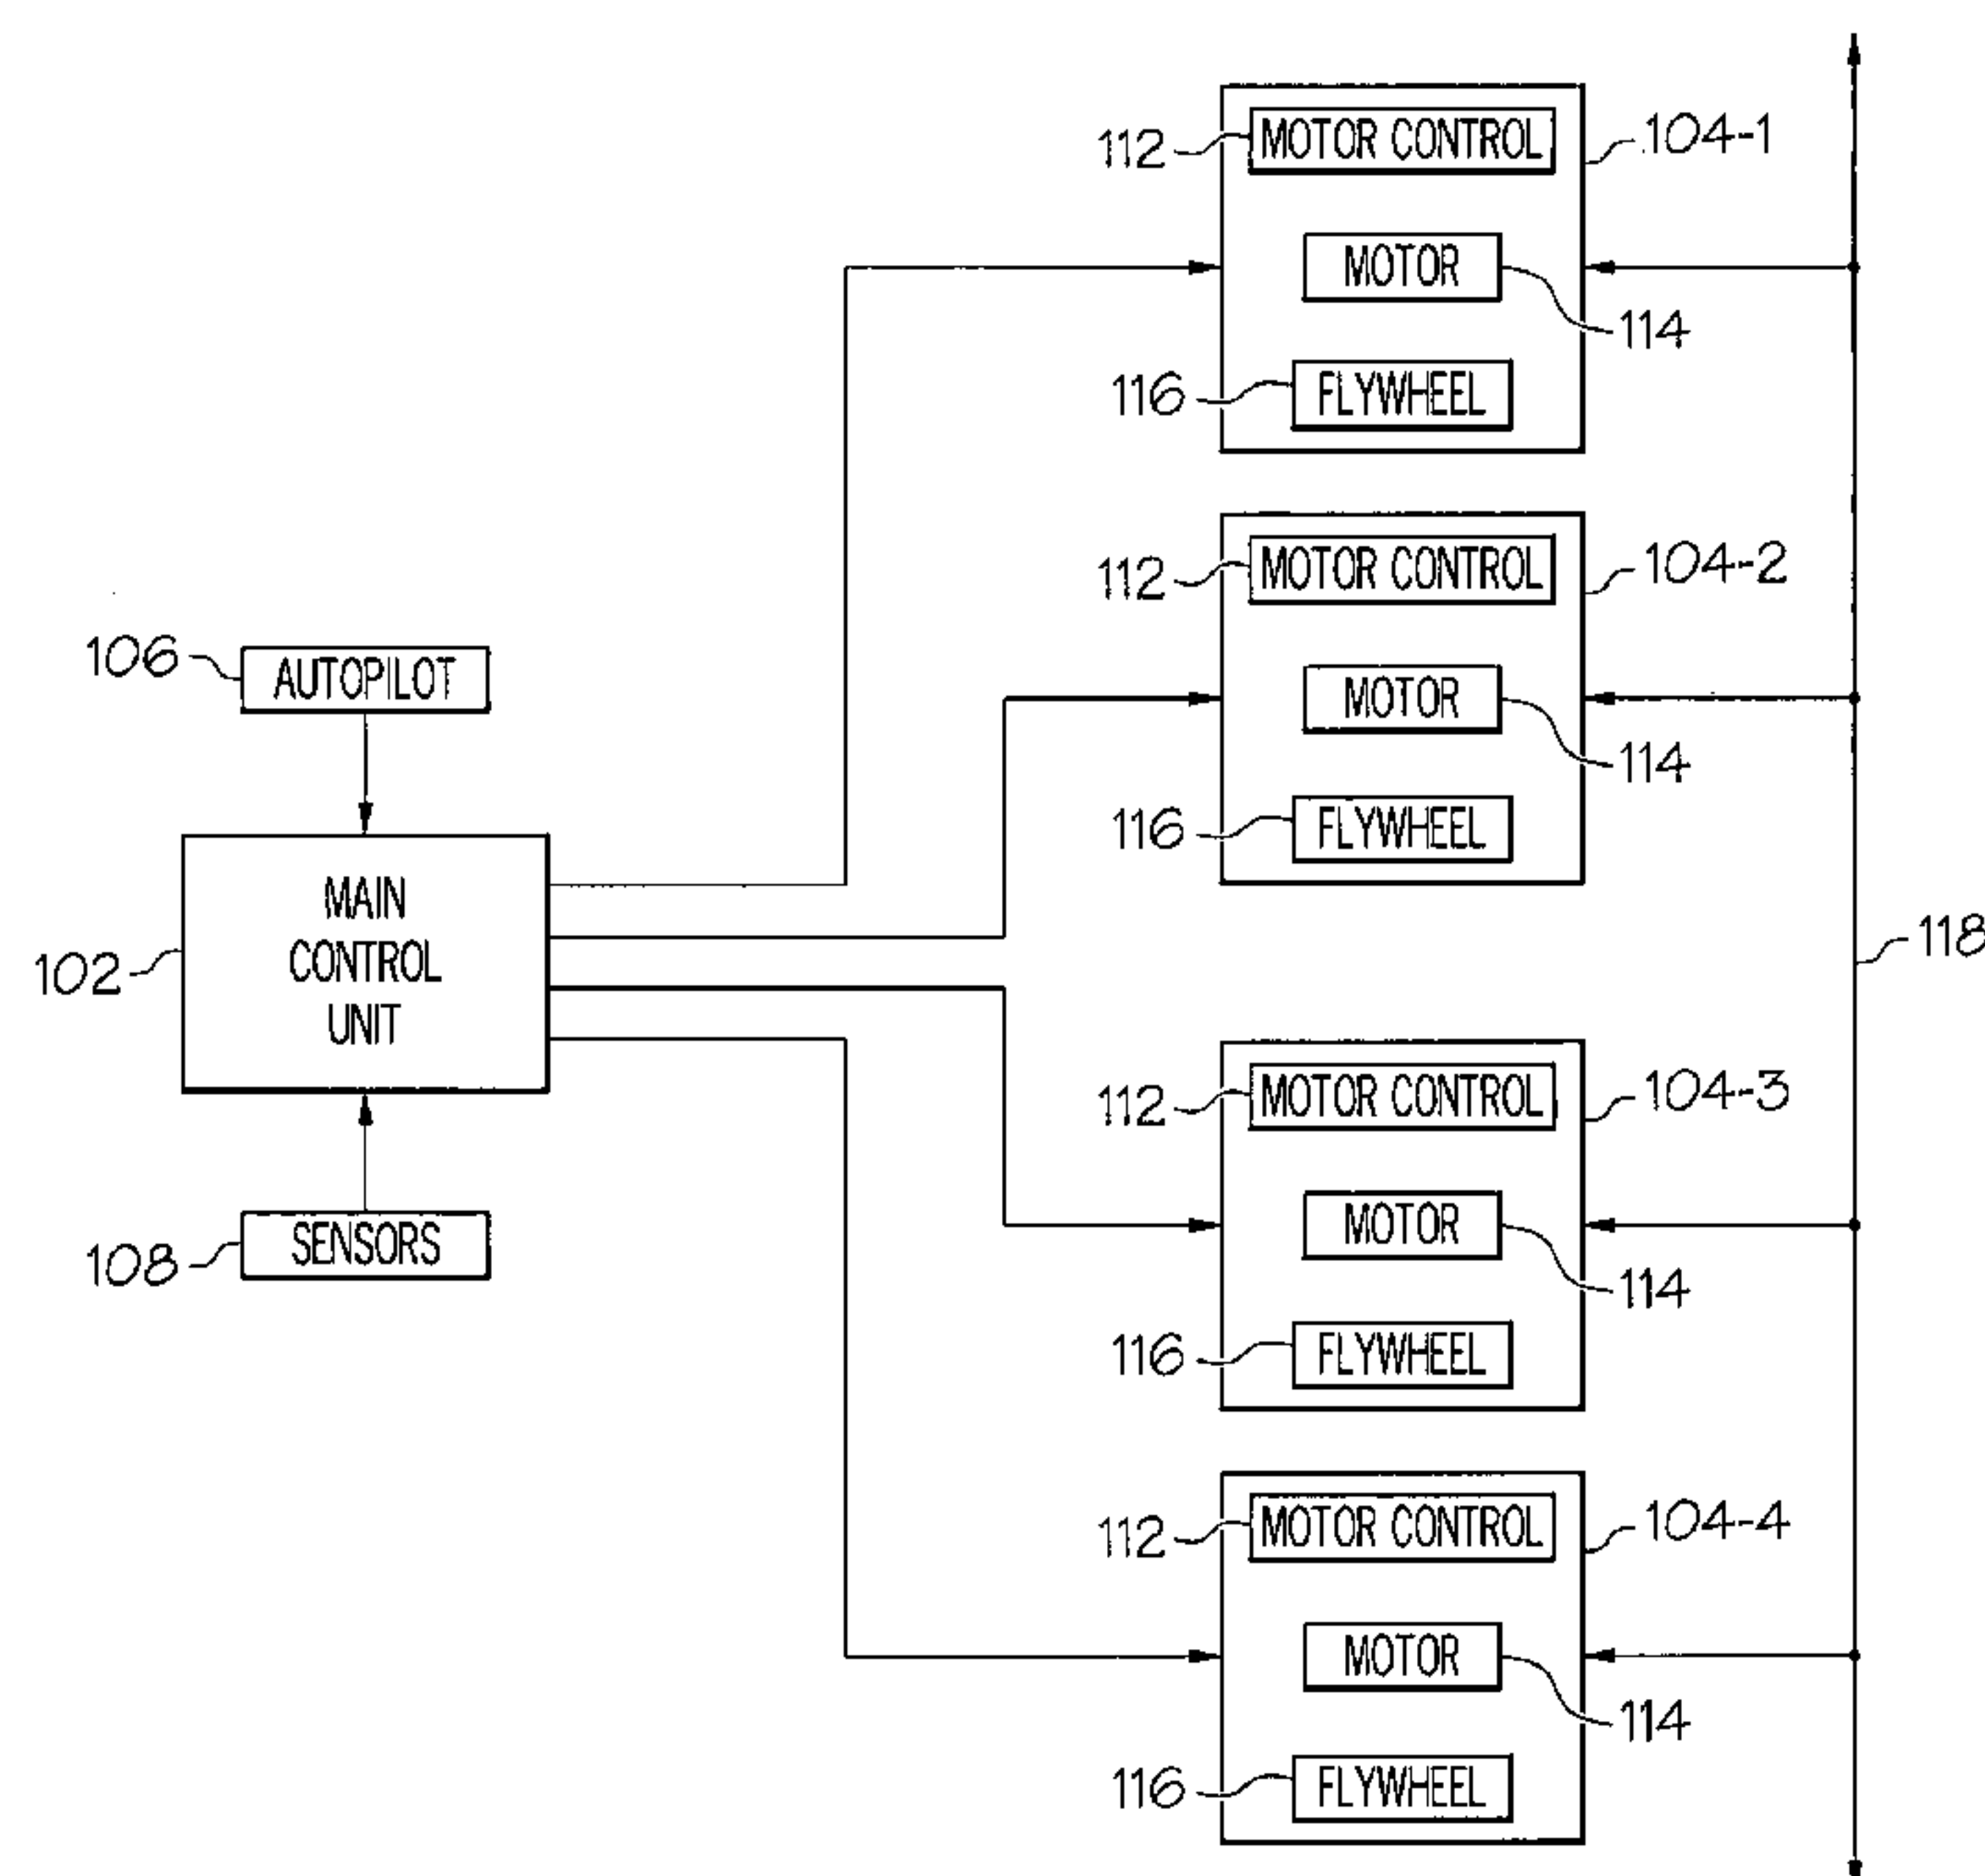 112
MOTOR CONTROL
104-1
MOTOR
114
116
FLYWHEEL
112
MOTOR CONTROL
104-2
MOTOR
114
116
FLYWHEEL
106
AUTOPILOT
102
MAIN
CONTROL
UNIT
108
SENSORS
118
112
MOTOR CONTROL
104-3
MOTOR
114
116
FLYWHEEL
112
MOTOR CONTROL
104-4
MOTOR
114
116
FLYWHEEL